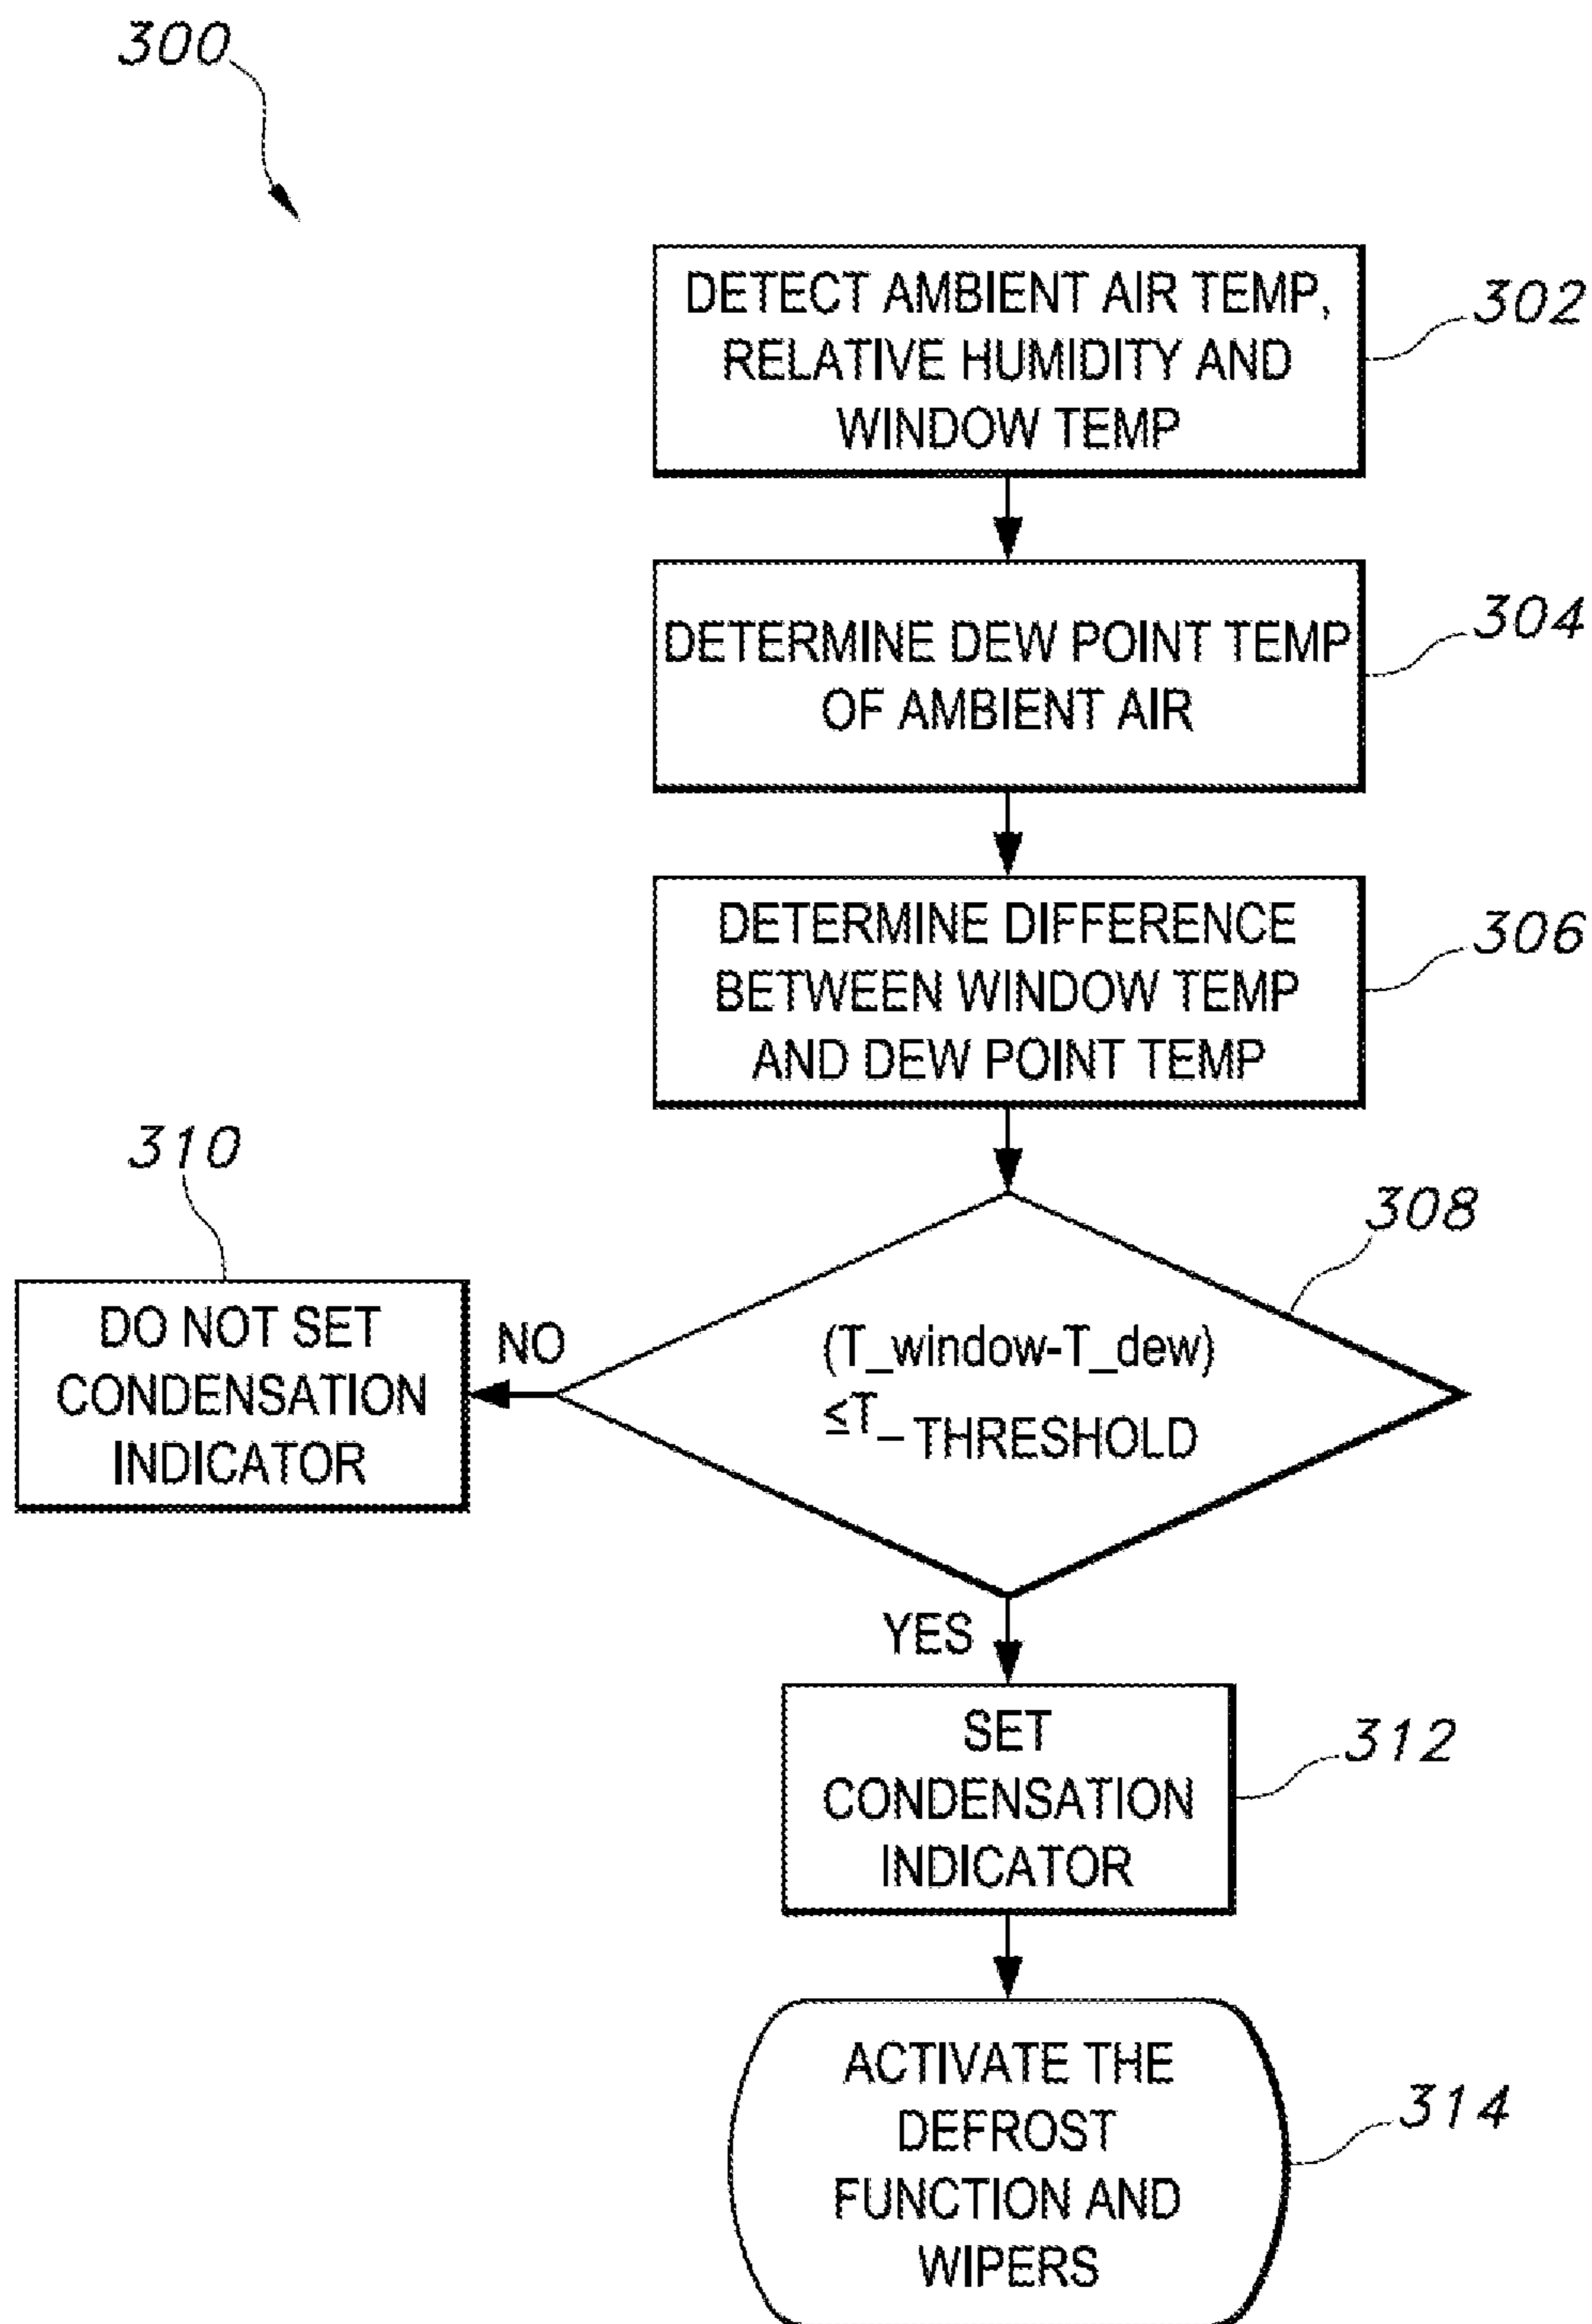 300
DETECT AMBIENT AIR TEMP,
RELATIVE HUMIDITY AND
WINDOW TEMP
302
DETERMINE DEW POINT TEMP
OF AMBIENT AIR
304
DETERMINE DIFFERENCE
BETWEEN WINDOW TEMP
AND DEW POINT TEMP
306
308
(T_window-T_dew)
≤T_THRESHOLD
NO
310
DO NOT SET
CONDENSATION
INDICATOR
YES
SET
CONDENSATION
INDICATOR
312
ACTIVATE THE
DEFROST
FUNCTION AND
WIPERS
314